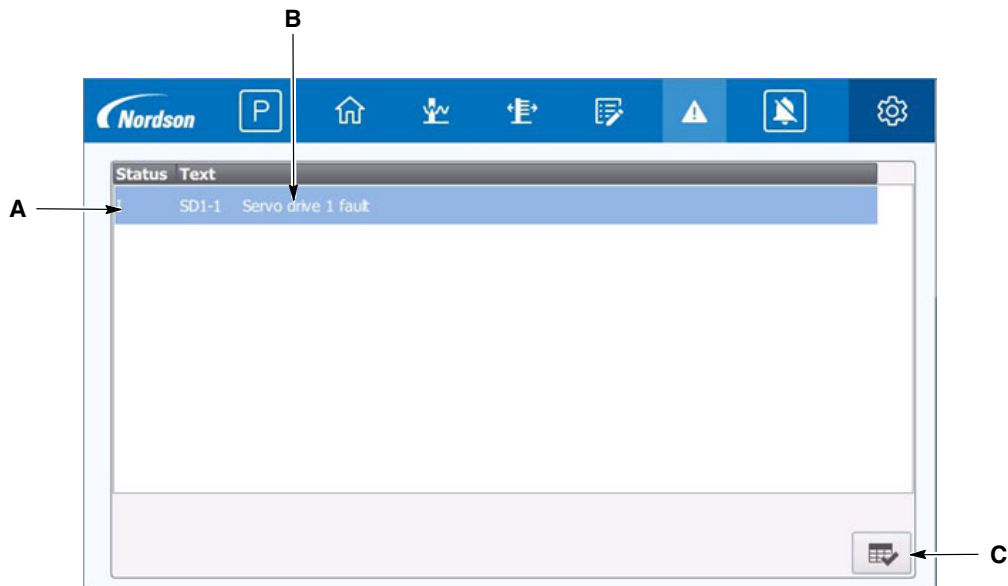 B
Nordson P
Status Text
A
I SD1-1 Servo drive 1 fault
C